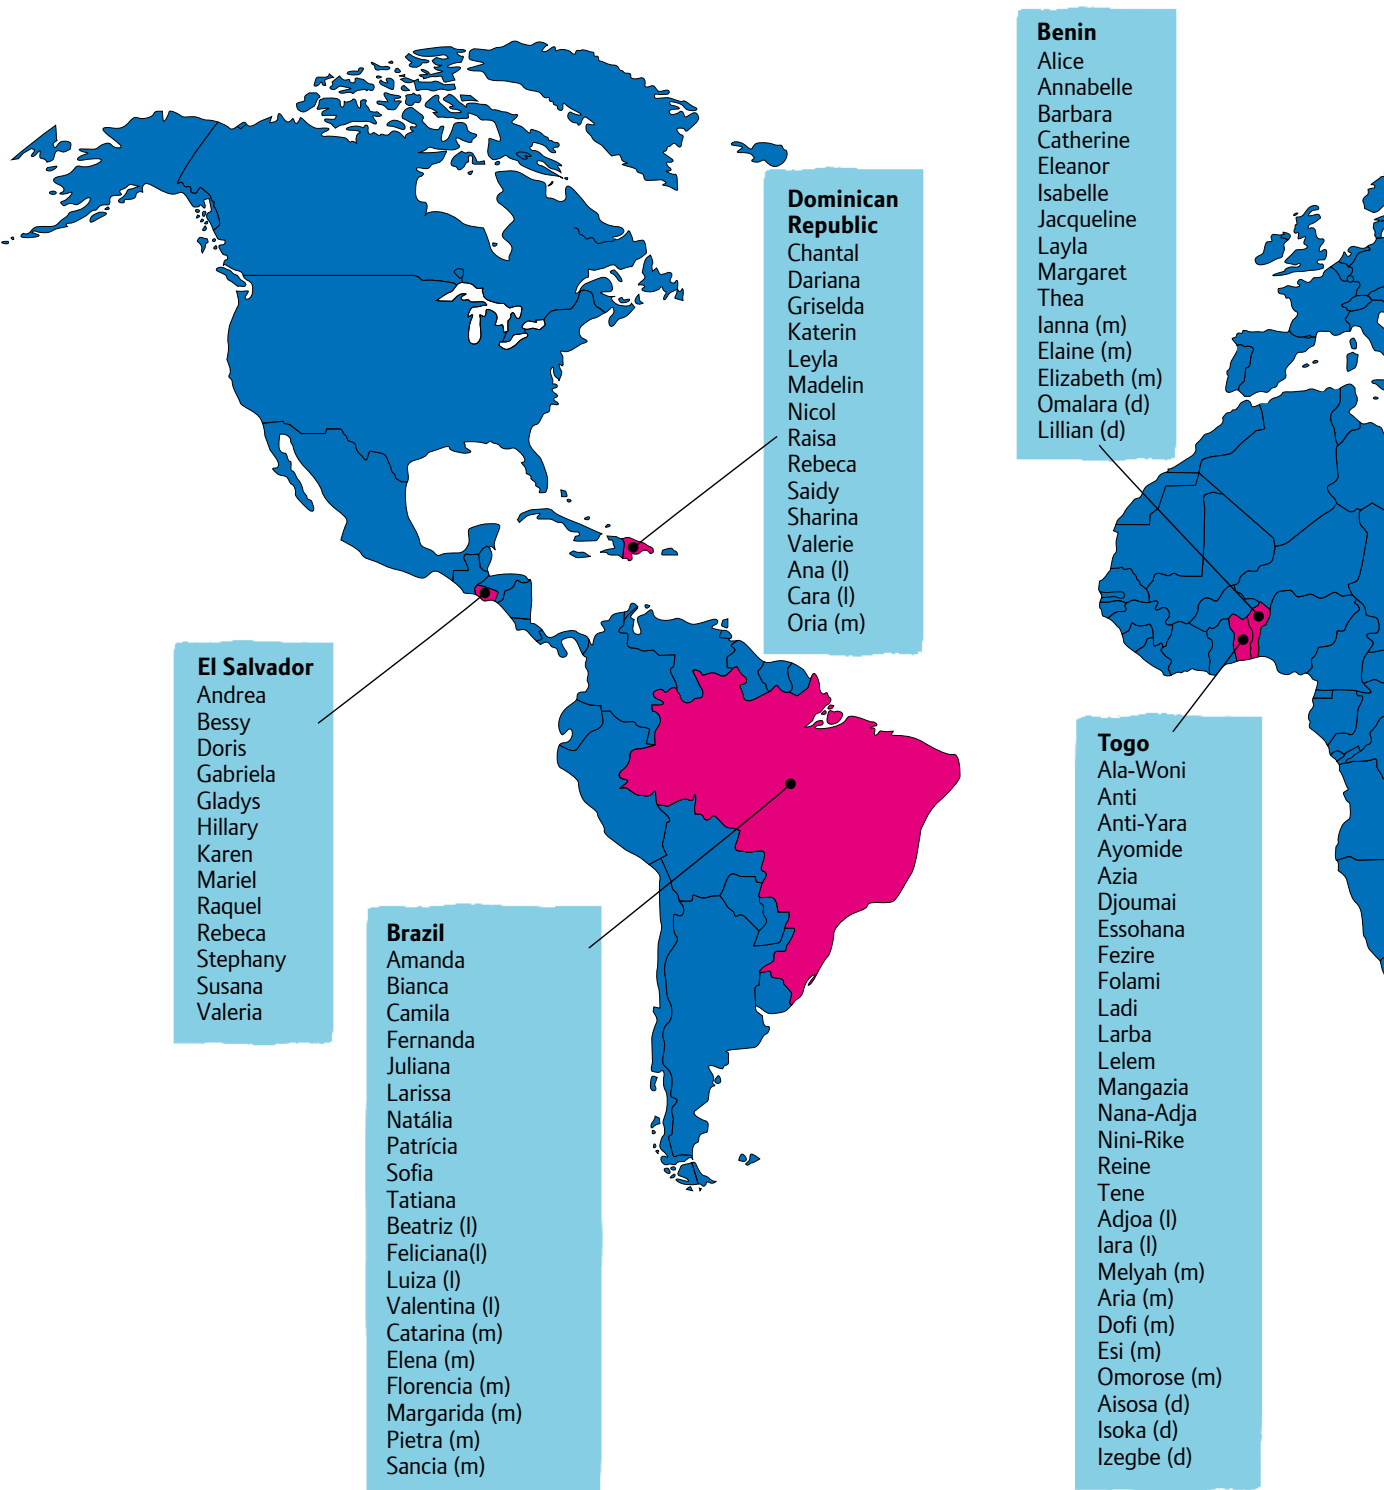 Benin
Alice
Annabelle
Barbara
Catherine
Eleanor
Isabelle
Jacqueline
Layla
Margaret
Thea
Ianna (m)
Elaine (m)
Elizabeth (m)
Omalara (d)
Lillian (d)
Dominican
Republic
Chantal
Dariana
Griselda
Katerin
Leyla
Madelin
Nicol
Raisa
Rebeca
Saidy
Sharina
Valerie
Ana (l)
Cara (l)
Oria (m)
El Salvador
Andrea
Bessy
Doris
Gabriela
Gladys
Hillary
Karen
Mariel
Raquel
Rebeca
Stephany
Susana
Valeria
Brazil
Amanda
Bianca
Camila
Fernanda
Juliana
Larissa
Natália
Patrícia
Sofia
Tatiana
Beatriz (l)
Feliciana(l)
Luiza (l)
Valentina (l)
Catarina (m)
Elena (m)
Florencia (m)
Margarida (m)
Pietra (m)
Sancia (m)
Togo
Ala-Woni
Anti
Anti-Yara
Ayomide
Azia
Djoumai
Essohana
Fezire
Folami
Ladi
Larba
Lelem
Mangazia
Nana-Adja
Nini-Rike
Reine
Tene
Adjoa (l)
Iara (l)
Melyah (m)
Aria (m)
Dofi (m)
Esi (m)
Omorose (m)
Aisosa (d)
Isoka (d)
Izegbe (d)